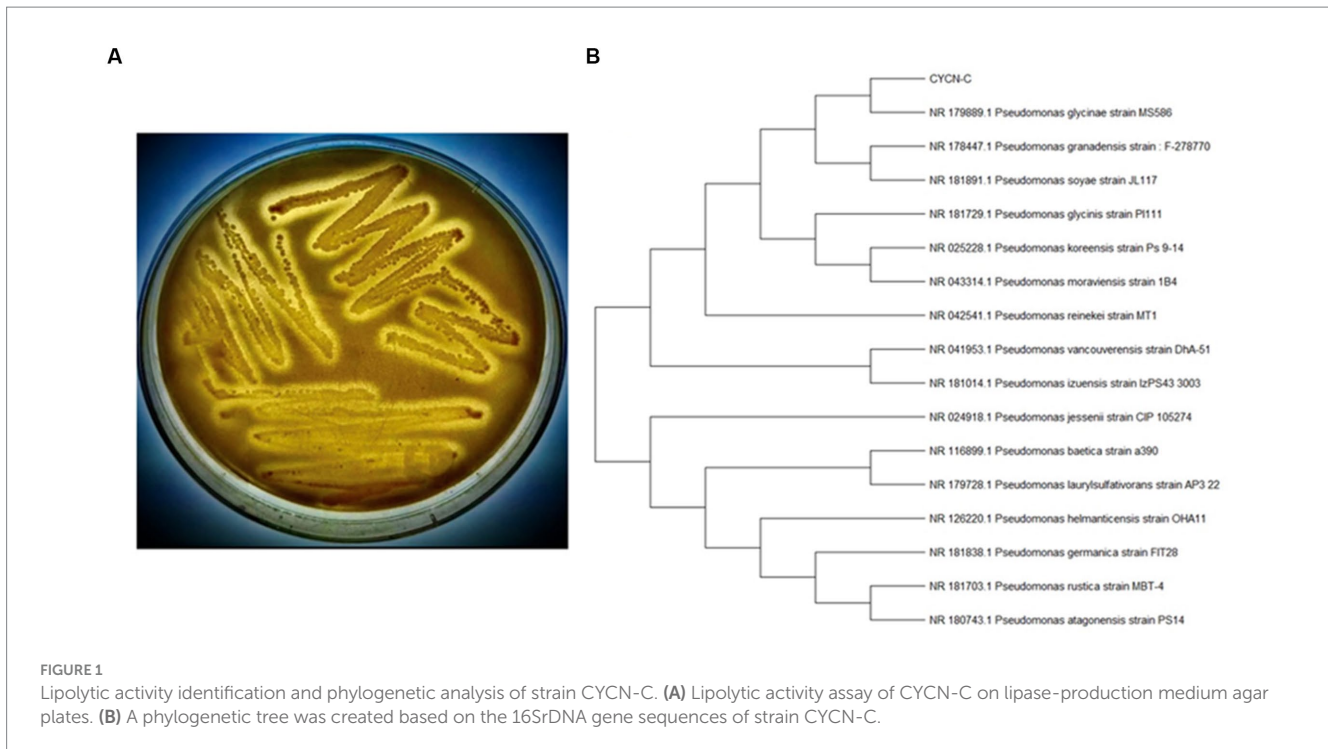 A
B
CYCN-C
NR 179889.1 Pseudomonas glycinae strain MS586
NR 178447.1 Pseudomonas granadensis strain : F-278770
NR 181891.1 Pseudomonas soyae strain JL117
NR 181729.1 Pseudomonas glycinis strain PI111
NR 025228.1 Pseudomonas koreensis strain Ps 9-14
NR 043314.1 Pseudomonas moraviensis strain 1B4
NR 042541.1 Pseudomonas reinekei strain MT1
NR 041953.1 Pseudomonas vancouverensis strain DhA-51
NR 181014.1 Pseudomonas izuensis strain IzPS43 3003
NR 024918.1 Pseudomonas jessenii strain CIP 105274
NR 116899.1 Pseudomonas baetica strain a390
NR 179728.1 Pseudomonas laurylsulfativorans strain AP3 22
NR 126220.1 Pseudomonas helmanticensis strain OHA11
NR 181838.1 Pseudomonas germanica strain FIT28
NR 181703.1 Pseudomonas rustica strain MBT-4
NR 180743.1 Pseudomonas atagonensis strain PS14
FIGURE 1
Lipolytic activity identification and phylogenetic analysis of strain CYCN-C. (A) Lipolytic activity assay of CYCN-C on lipase-production medium agar
plates. (B) A phylogenetic tree was created based on the 16SrDNA gene sequences of strain CYCN-C.